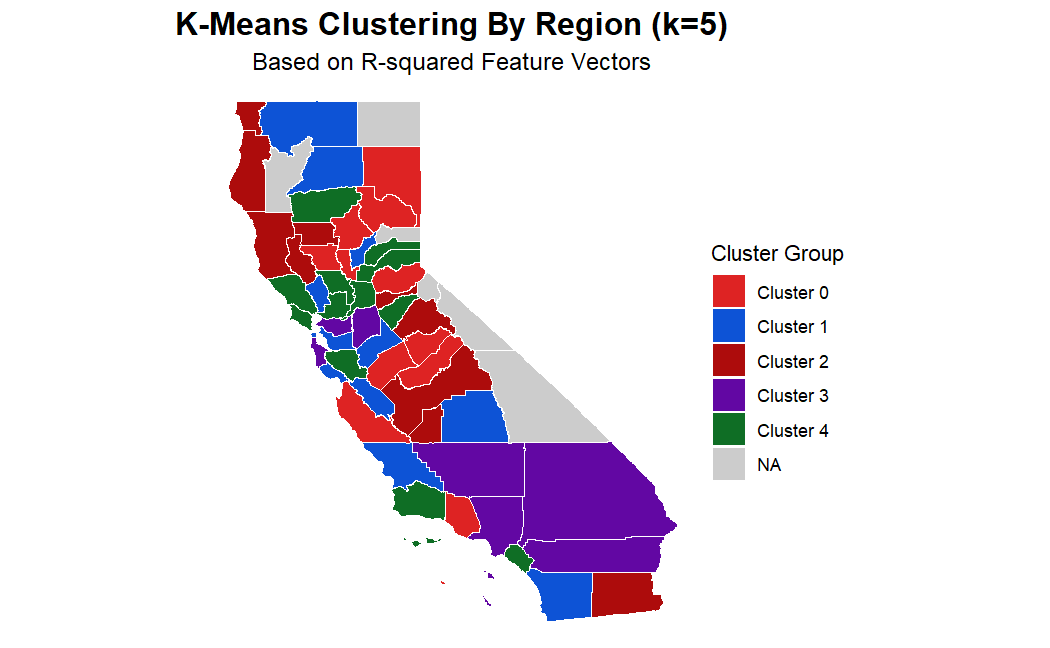 K-Means Clustering By Region (k=5)
Based on R-squared Feature Vectors
Cluster Group
Cluster 0
Cluster 1
Cluster 2
Cluster 3
Cluster 4
NA